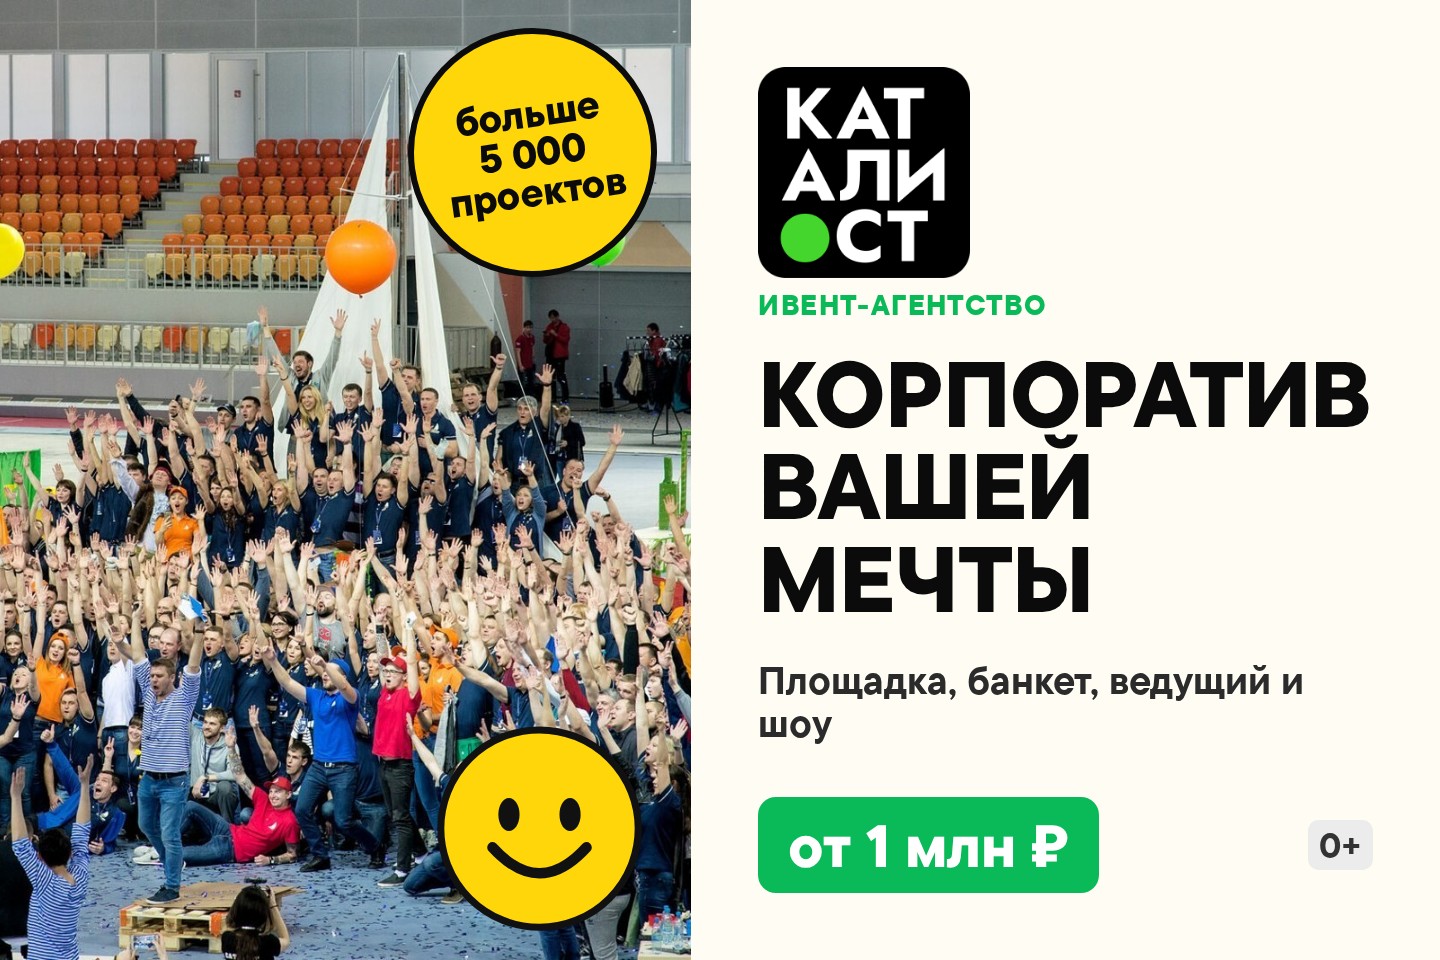 больше
5 000
проектов
КАТ
АЛИ
СТ
ИВЕНТ-АГЕНТСТВО
КОРПОРАТИВ
ВАШЕЙ
МЕЧТЫ
Площадка, банкет, ведущий и
шоу
от 1 млн ₽
0+